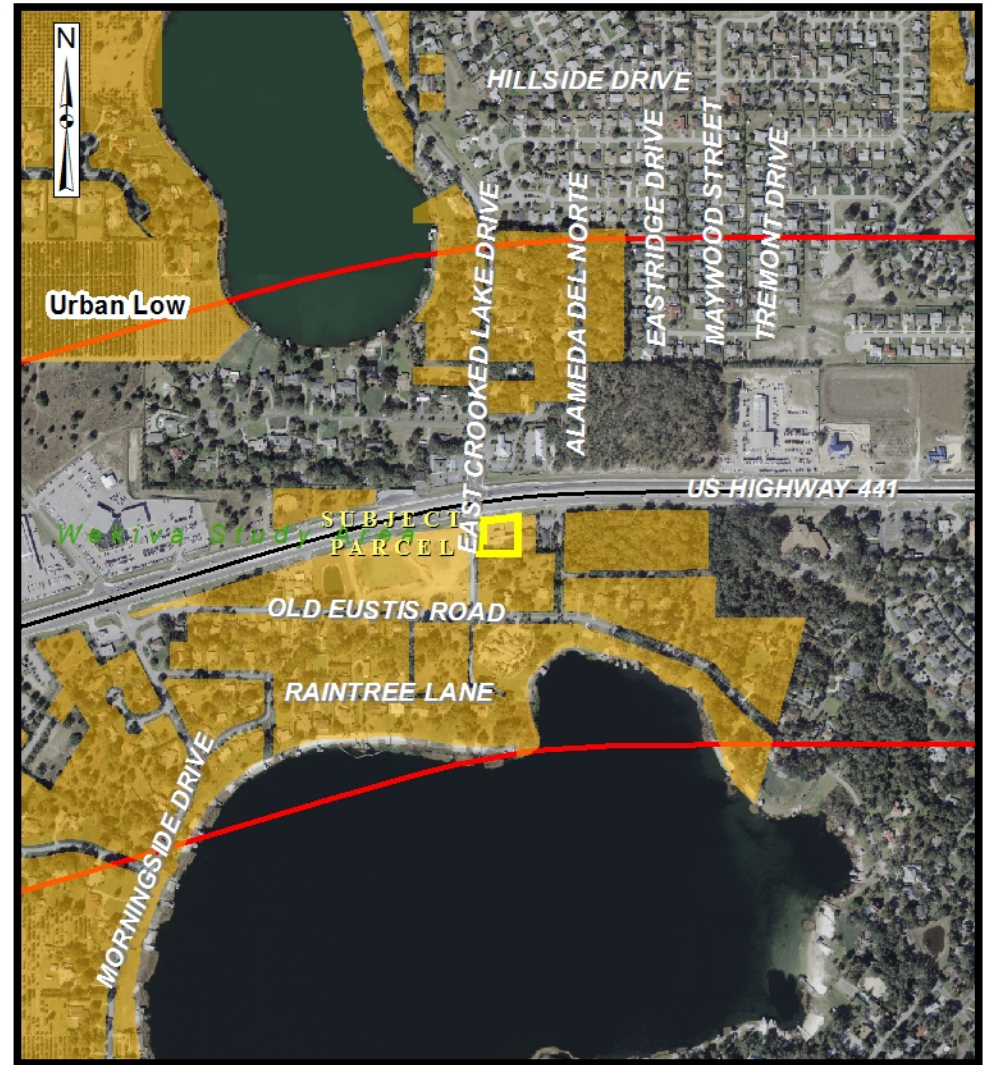 N
HILLSIDE DRIVE
EASTRIDGE DRIVE
MAYWOOD STREET
TREMONT DRIVE
EAST CROOKED LAKE DRIVE
ALAMEDA DEL NORTE
Urban Low
US HIGHWAY 441
SUBJECT
PARCEL
Wekiva Study Area
OLD EUSTIS ROAD
RAINTREE LANE
MORNINGSIDE DRIVE